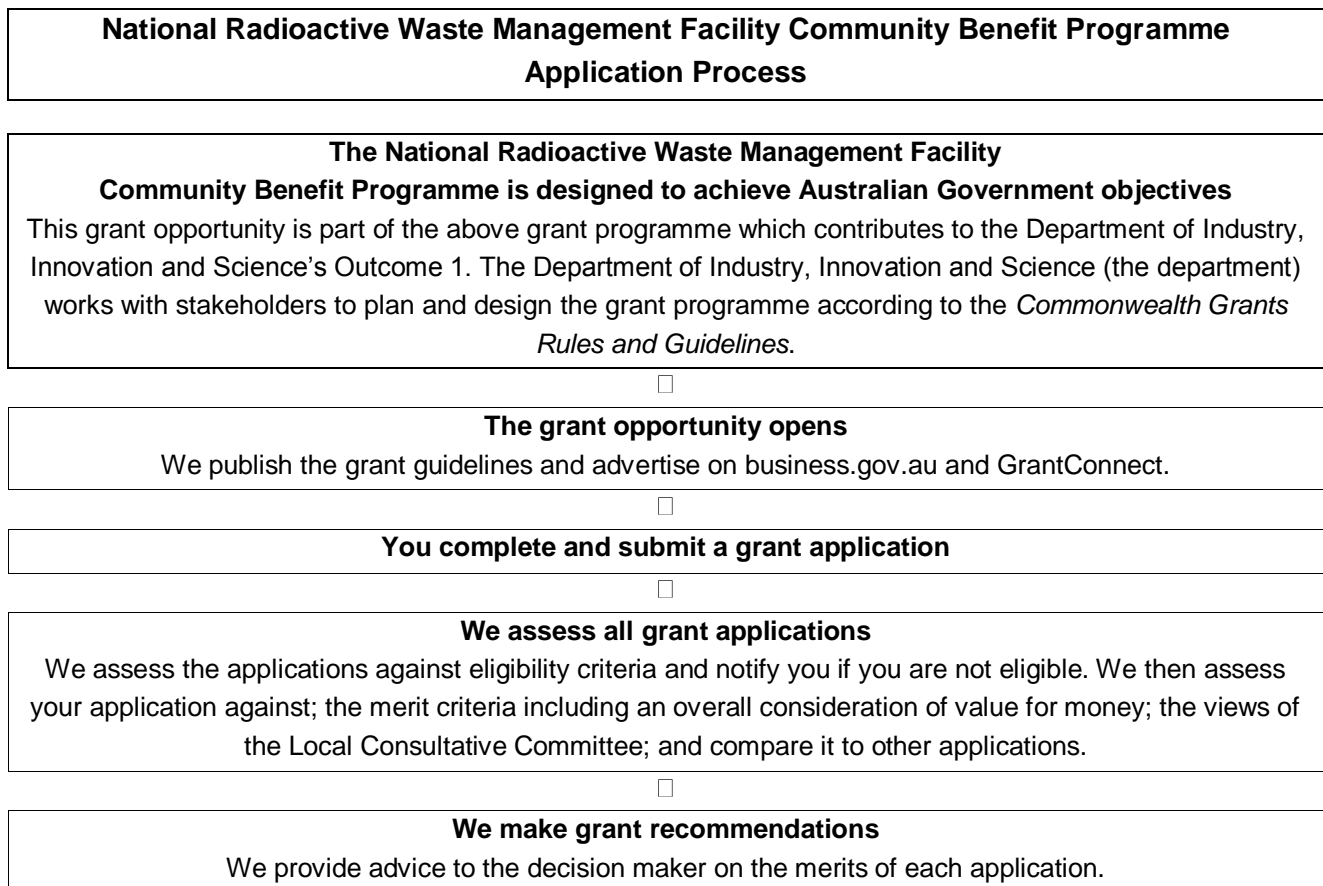 National Radioactive Waste Management Facility Community Benefit Programme
Application Process
The National Radioactive Waste Management Facility
Community Benefit Programme is designed to achieve Australian Government objectives
This grant opportunity is part of the above grant programme which contributes to the Department of Industry,
Innovation and Science's Outcome 1. The Department of Industry, Innovation and Science (the department)
works with stakeholders to plan and design the grant programme according to the Commonwealth Grants
Rules and Guidelines.
The grant opportunity opens
We publish the grant guidelines and advertise on business.gov.au and GrantConnect.
You complete and submit a grant application
We assess all grant applications
We assess the applications against eligibility criteria and notify you if you are not eligible. We then assess
your application against; the merit criteria including an overall consideration of value for money; the views of
the Local Consultative Committee; and compare it to other applications.
We make grant recommendations
We provide advice to the decision maker on the merits of each application.